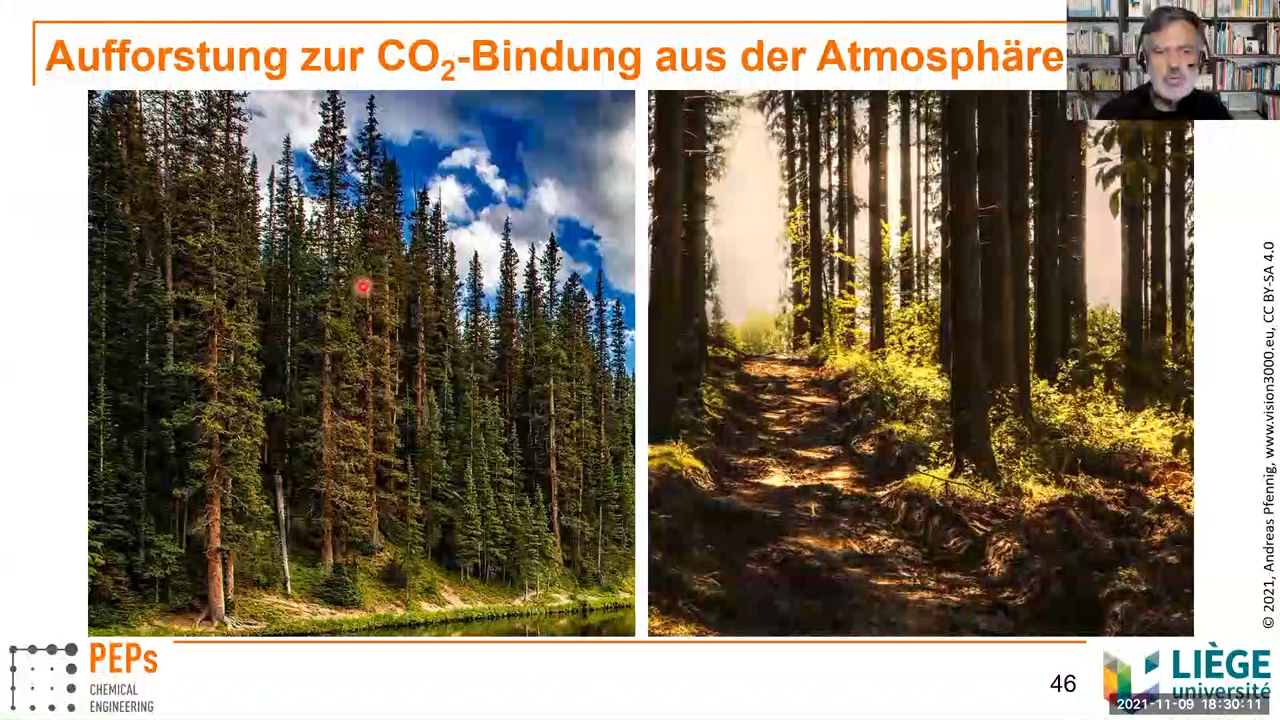 Aufforstung zur CO₂-Bindung aus der Atmosphäre
© 2021, Andreas Pfennig, www.vision3000.eu, CC BY-SA 4.0
PEPs
CHEMICAL
ENGINEERING
46
LIÈGE
université
2021-11-09 18:30:11